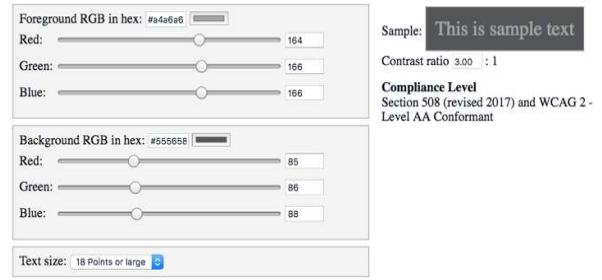 Foreground RGB in hex: #a4a6a6
Red: 164
Green: 166
Blue: 166
Background RGB in hex: #555658
Red: 85
Green: 86
Blue: 88
Text size: 18 Points or large
Sample: This is sample text
Contrast ratio 3.00 : 1
Compliance Level
Section 508 (revised 2017) and WCAG 2 -
Level AA Conformant